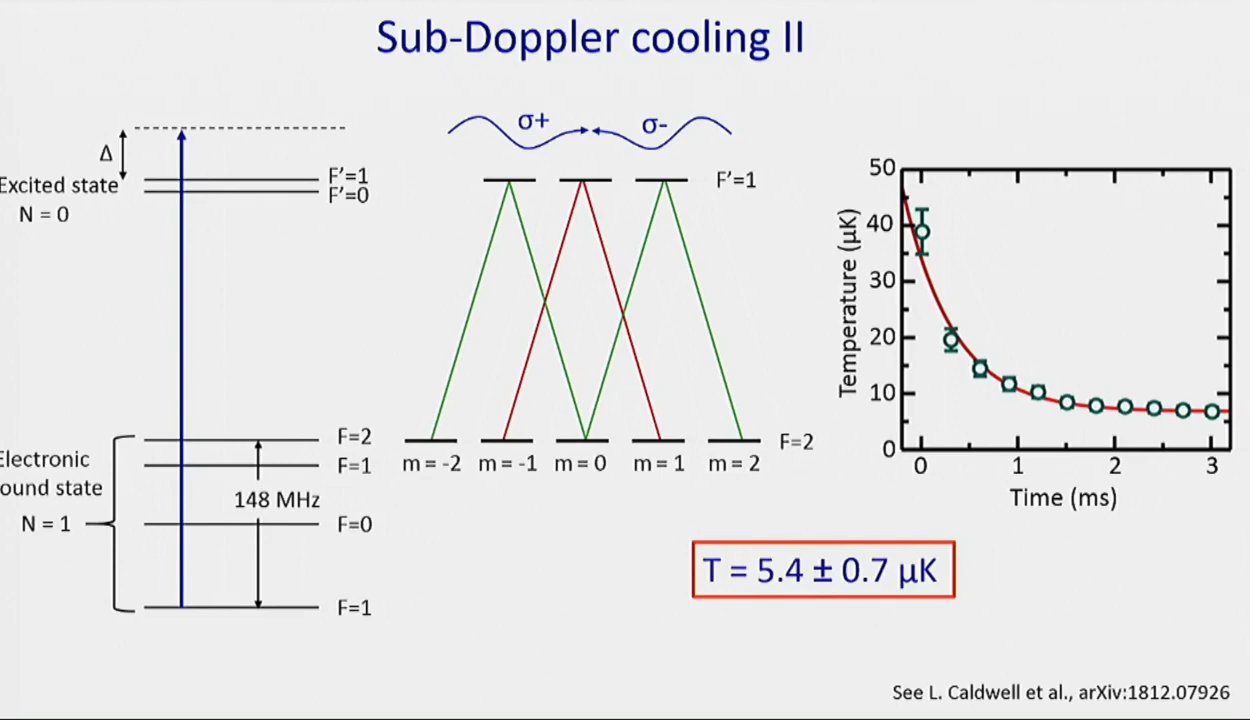 Sub-Doppler cooling II
Δ
Excited state
N = 0
F'=1
F'=0
Electronic
ound state
N = 1
F=2
F=1
148 MHz
F=0
F=1
σ+
σ-
F'=1
F=2
m = -2 m = -1 m = 0 m = 1 m = 2
Temperature (μK)
50
40
30
20
10
0
0 1 2 3
Time (ms)
T = 5.4 ± 0.7 μK
See L. Caldwell et al., arXiv:1812.07926